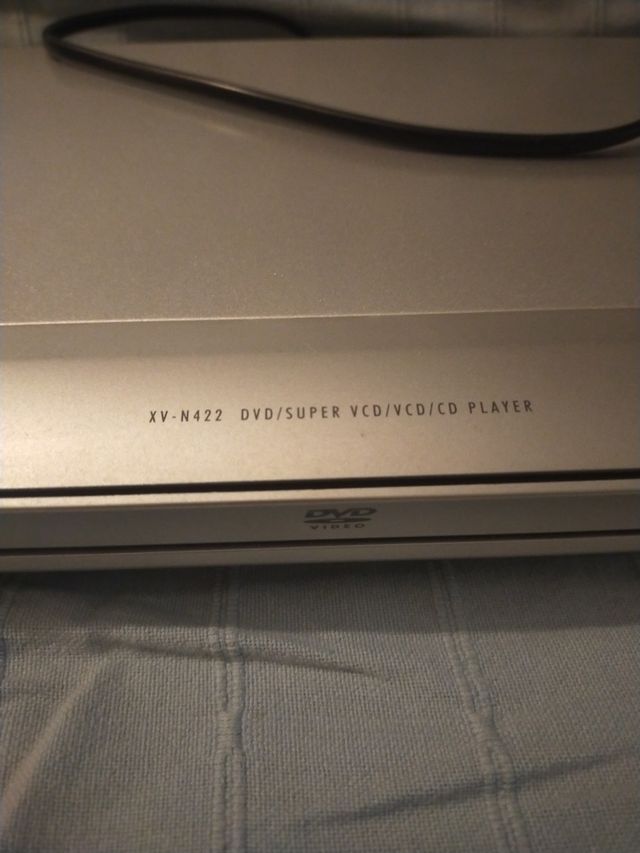 XV-N422 DVD/SUPER VCD/VCD/CD PLAYER
DVD
VIDEO